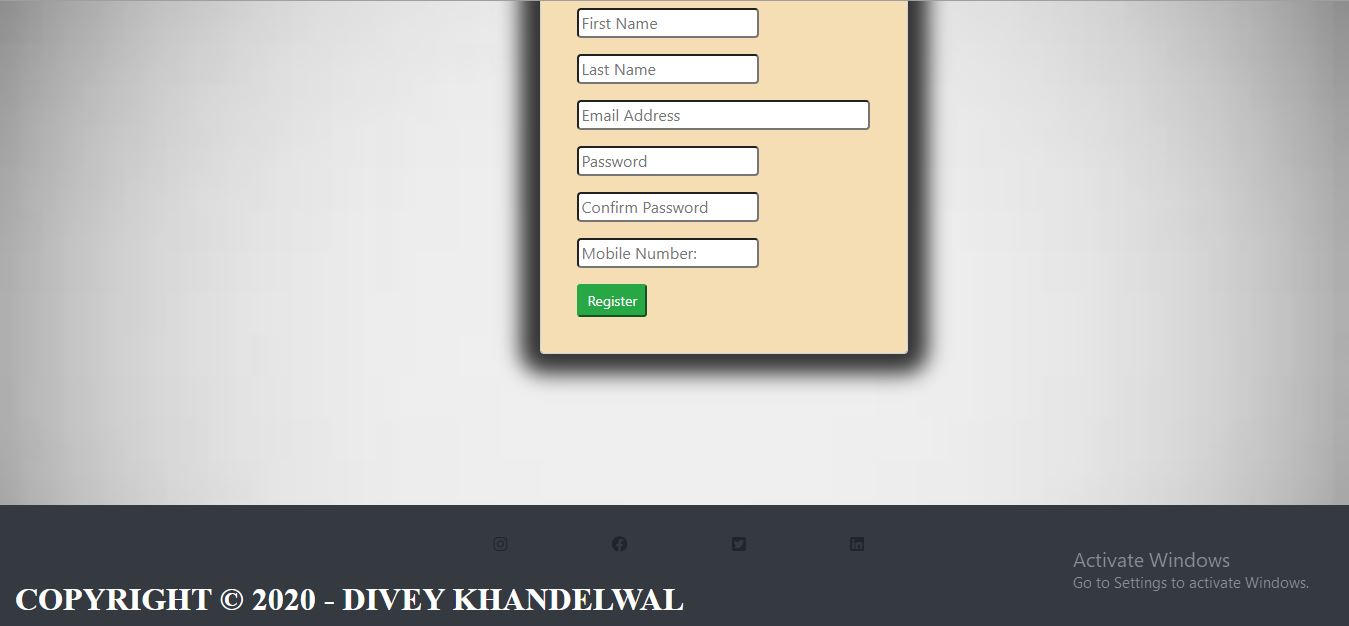 First Name
Last Name
Email Address
Password
Confirm Password
Mobile Number:
Register
Activate Windows
Go to Settings to activate Windows.
COPYRIGHT © 2020 - DIVEY KHANDELWAL